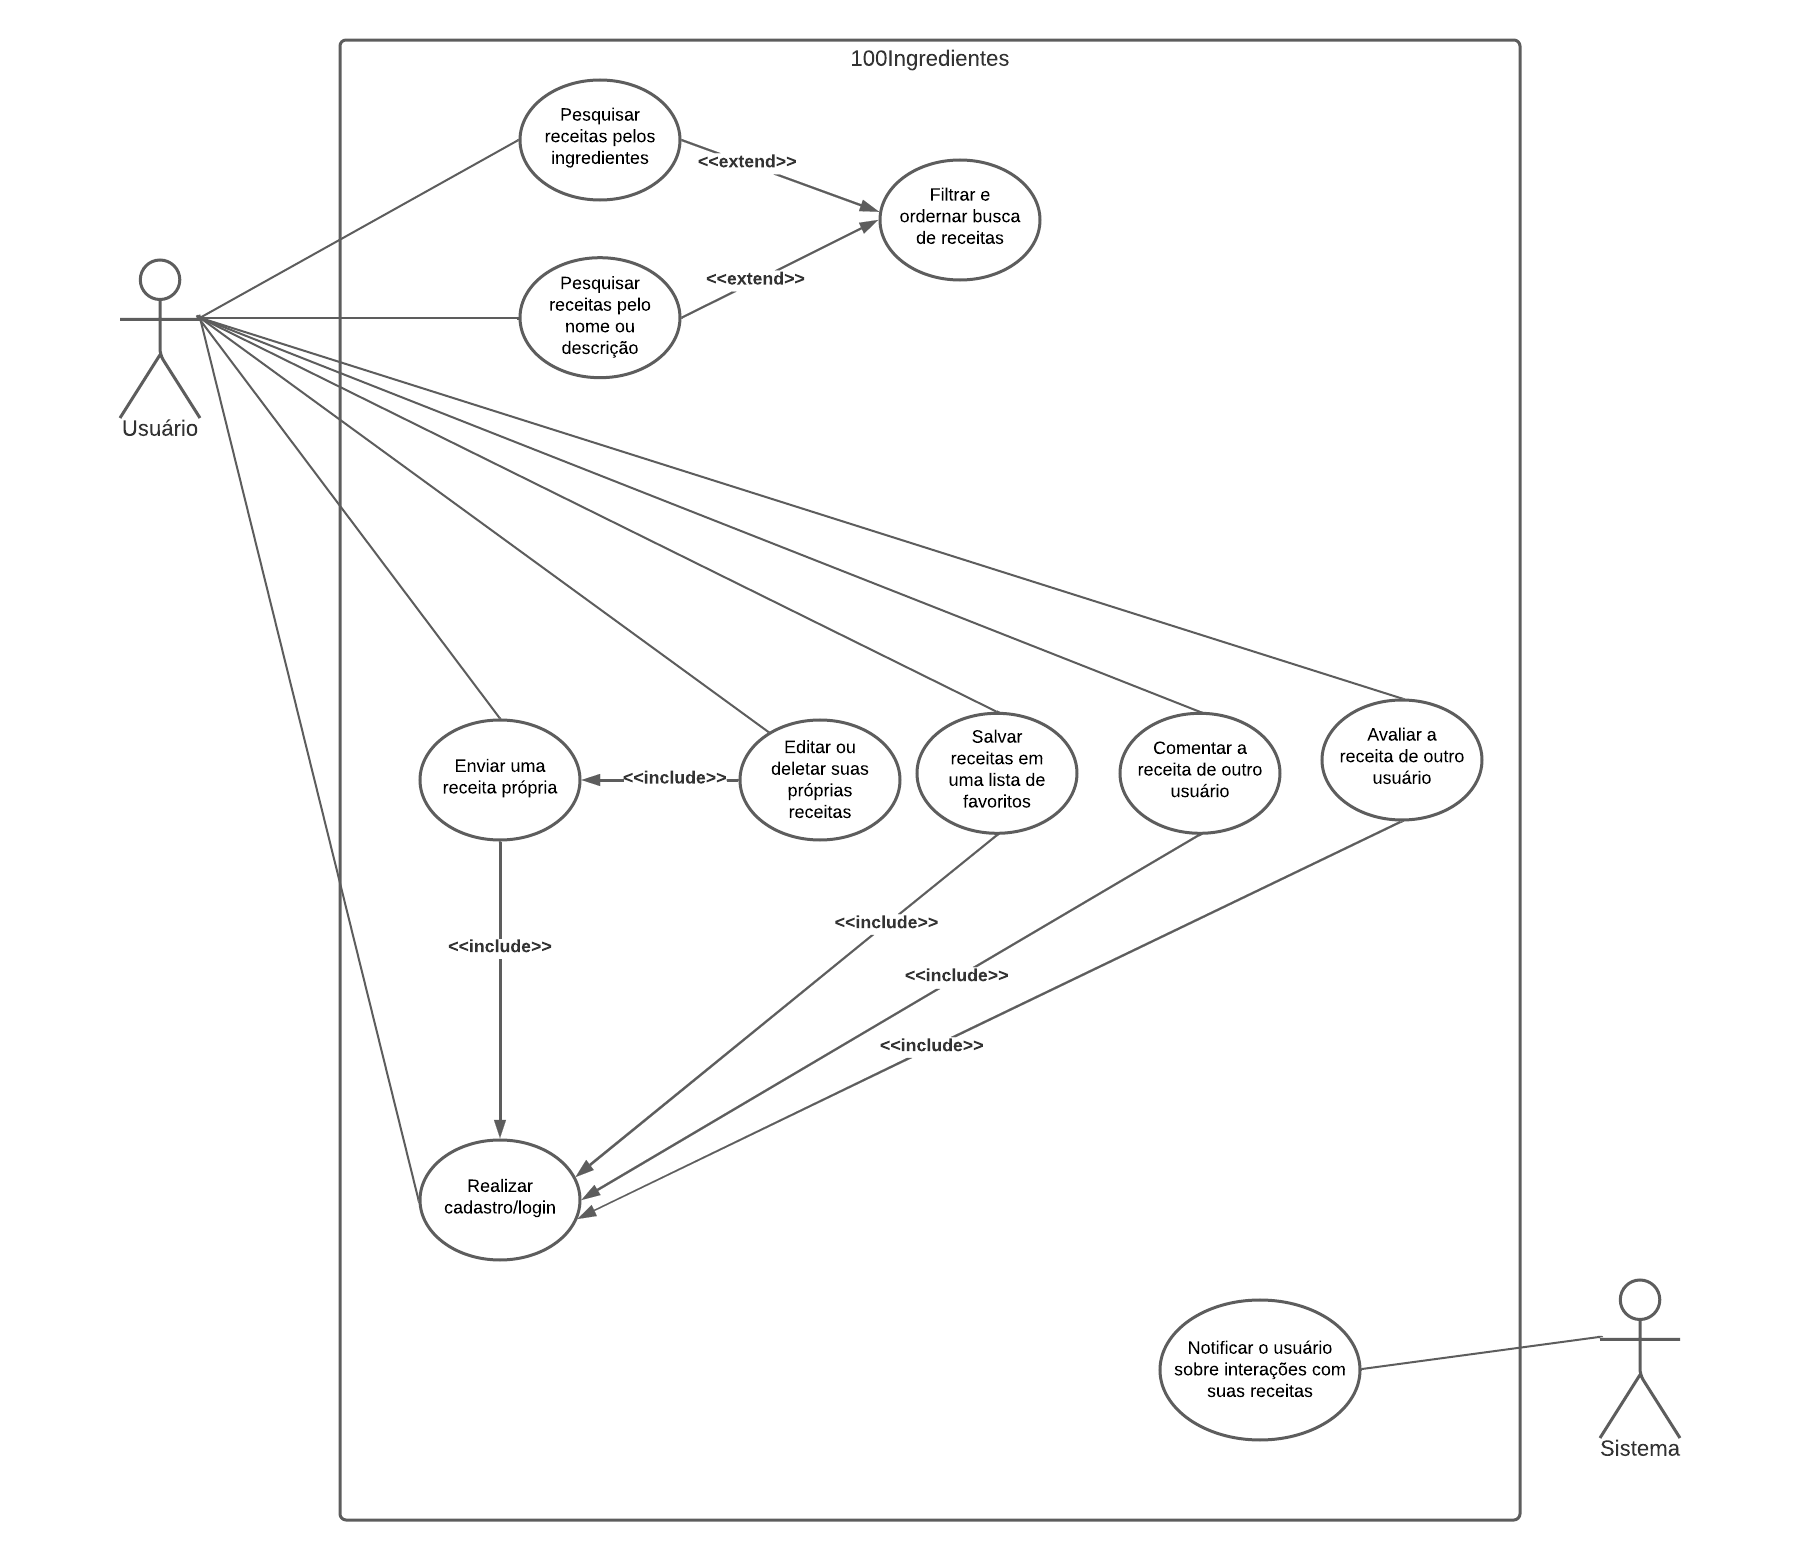 100Ingredientes
Pesquisar
receitas pelos
ingredientes
<<extend>>
Filtrar e
ordernar busca
de receitas
<<extend>>
Pesquisar
receitas pelo
nome ou
descrição
Usuário
Enviar uma
receita própria
<<include>>
Editar ou
deletar suas
próprias
receitas
Salvar
receitas em
uma lista de
favoritos
Comentar a
receita de outro
usuário
Avaliar a
receita de outro
usuário
<<include>>
<<include>>
<<include>>
<<include>>
Realizar
cadastro/login
Notificar o usuário
sobre interações com
suas receitas
Sistema